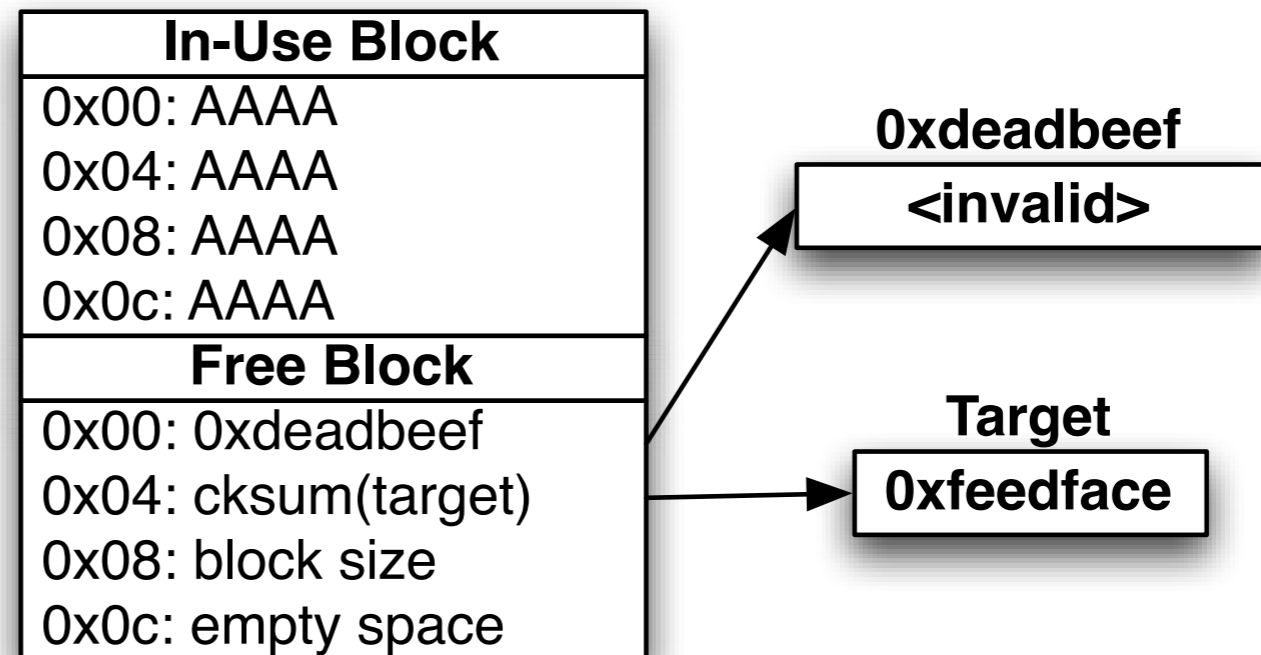 In-Use Block
0x00: AAAA
0x04: AAAA
0x08: AAAA
0x0c: AAAA
Free Block
0x00: 0xdeadbeef
0x04: cksum(target)
0x08: block size
0x0c: empty space
0xdeadbeef
<invalid>
Target
0xfeedface